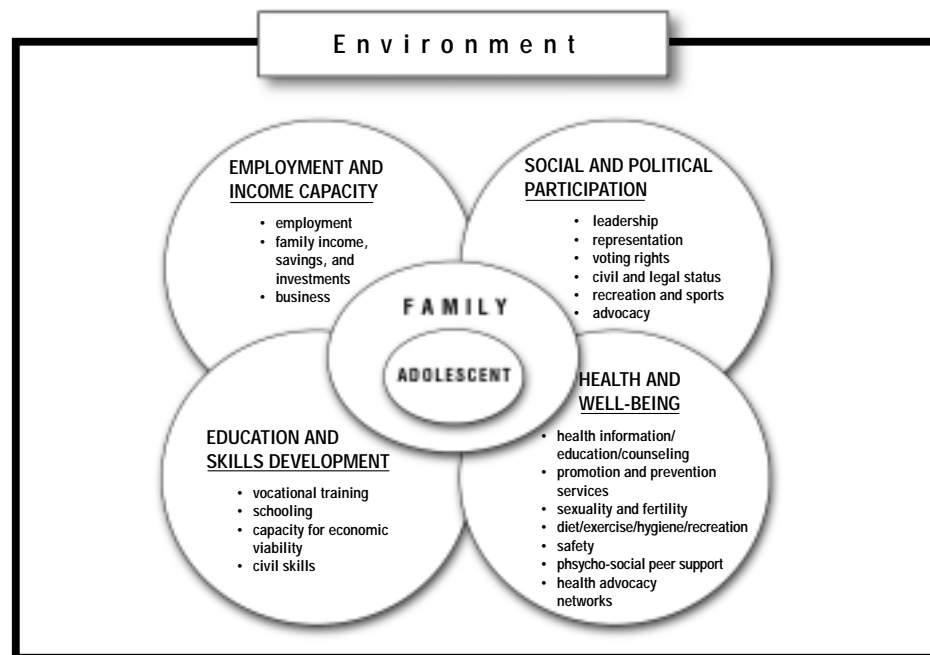 Environment
EMPLOYMENT AND
INCOME CAPACITY
• employment
• family income,
savings, and
investments
• business
SOCIAL AND POLITICAL
PARTICIPATION
• leadership
• representation
• voting rights
• civil and legal status
• recreation and sports
• advocacy
FAMILY
ADOLESCENT
EDUCATION AND
SKILLS DEVELOPMENT
• vocational training
• schooling
• capacity for economic
viability
• civil skills
HEALTH AND
WELL-BEING
• health information/
education/counseling
• promotion and prevention
services
• sexuality and fertility
• diet/exercise/hygiene/recreation
• safety
• phsycho-social peer support
• health advocacy
networks